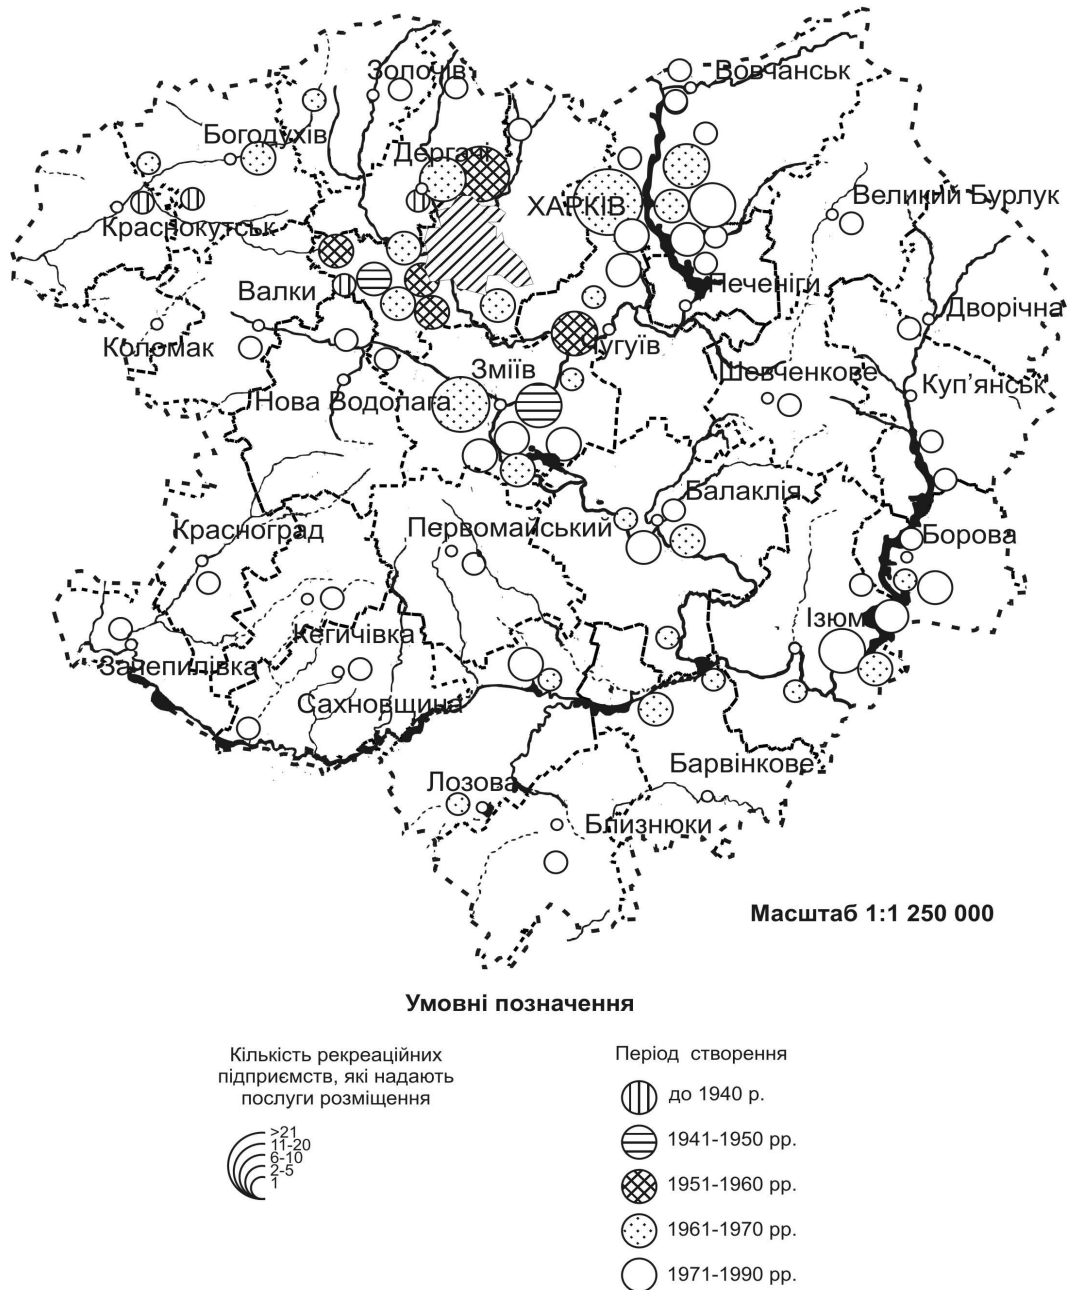 Золочів
Вовчанськ
Богодухів
Дергачі
ХАРКІВ
Великий Бурлук
Краснокутськ
Валки
Печеніги
Дворічна
Коломак
Чугуїв
Зміїв
Шевченкове
Куп’янськ
Нова Водолага
Балаклія
Красноград
Первомайський
Борова
Ізюм
Кегичівка
Зачепилівка
Сахновщина
Барвінкове
Лозова
Близнюки
Масштаб 1:1 250 000
Умовні позначення
Кількість рекреаційних
підприємств, які надають
послуги розміщення
>21
11-20
6-10
2-5
1
Період створення
до 1940 р.
1941-1950 рр.
1951-1960 рр.
1961-1970 рр.
1971-1990 рр.